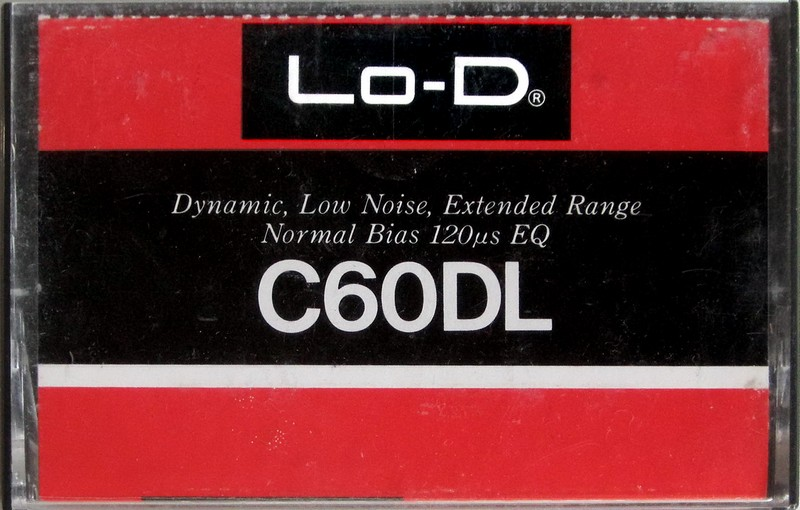 Lo-D®
Dynamic, Low Noise, Extended Range
Normal Bias 120µs EQ
C60DL